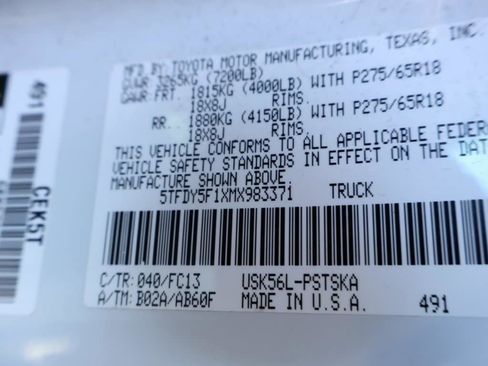 MFD BY: TOYOTA MOTOR MANUFACTURING, TEXAS, INC.
GVWR 3265KG (7200LB)
GAWR: FRT. 1815KG (4000LB) WITH P275/65R18
18X8J RIMS,
RR. 1880KG (4150LB) WITH P275/65R18
18X8J RIMS,
THIS VEHICLE CONFORMS TO ALL APPLICABLE FEDER
VEHICLE SAFETY STANDARDS IN EFFECT ON THE DAT
MANUFACTURE SHOWN ABOVE.
5TFDY5F1XMX983371 TRUCK
C/TR: 040/FC13 USK56L-PSTSKA
A/TM: B02A/AB60F MADE IN U.S.A. 491
491
CEK5T